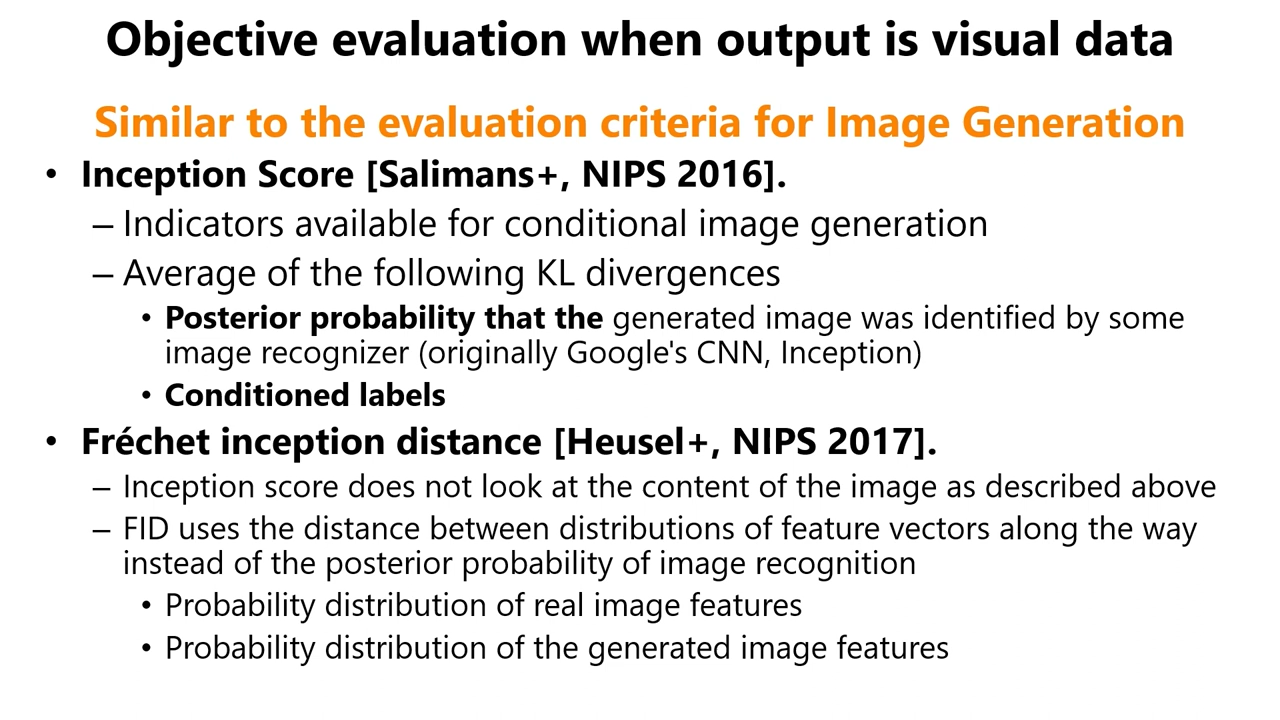 Objective evaluation when output is visual data
Similar to the evaluation criteria for Image Generation
• Inception Score [Salimans+, NIPS 2016].
– Indicators available for conditional image generation
– Average of the following KL divergences
• Posterior probability that the generated image was identified by some
image recognizer (originally Google's CNN, Inception)
• Conditioned labels
• Fréchet inception distance [Heusel+, NIPS 2017].
– Inception score does not look at the content of the image as described above
– FID uses the distance between distributions of feature vectors along the way
instead of the posterior probability of image recognition
• Probability distribution of real image features
• Probability distribution of the generated image features